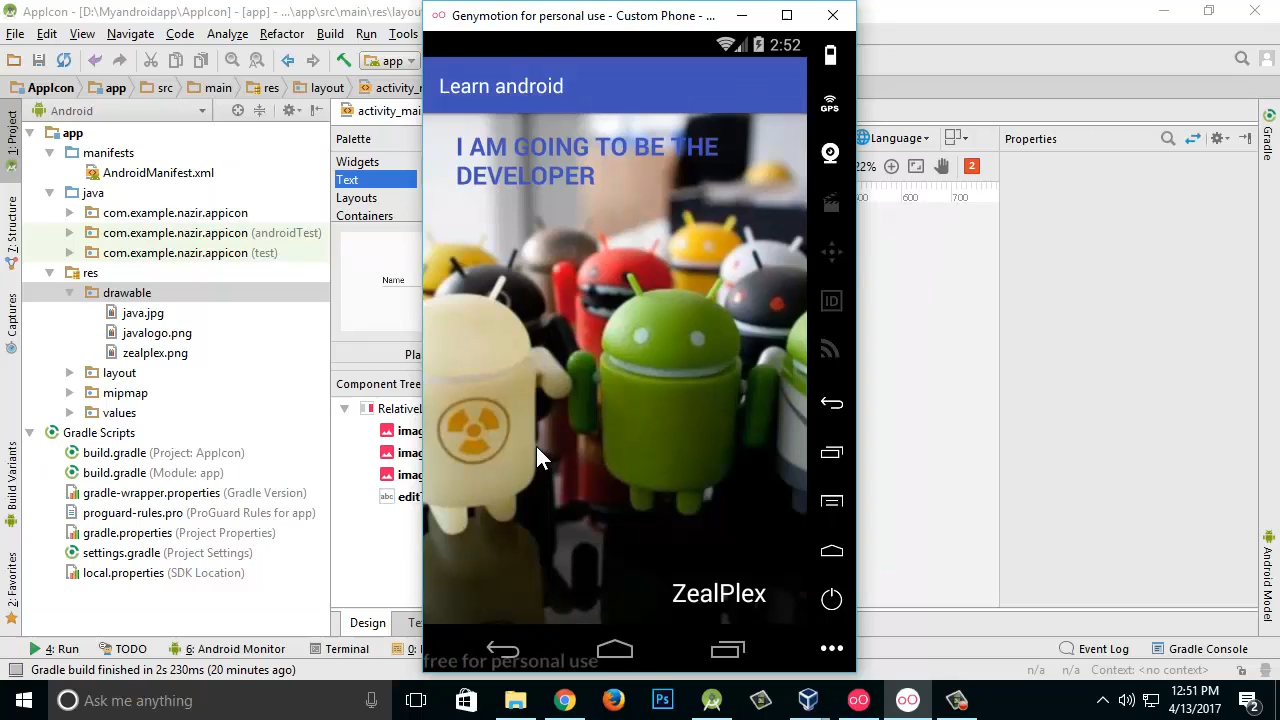 AppIcon - [D:\Myandroidapp\AppIcon] - [app] - ...\app\src\main\res\layou
Genymotion for personal use - Custom Phone - ...
File Edit View Navigate Code Analyze Refactor Build Run Tools
2:52
app
GPS
Learn android
AppIcon app src main res layout activity_m
Android
activity_mai
Palette
Language
Properties
Widgets
Text
Layouts
Containers
22%
2
600
700
I AM GOING TO BE THE
DEVELOPER
1: Project
Z: Structure
Captures
Build Variants
2: Favorites
app
manifests
AndroidManifest.xml
java
com.example.nazir.appicon
com.example.nazir.appicon (androidTest)
com.example.nazir.appicon (test)
res
drawable
java.jpg
javalogo.png
zealplex.png
layout
mipmap
values
Gradle Scripts
build.gradle (Project: AppIcon)
build.gradle (Module: app)
gradle-wrapper.properties (Gradle Version)
proguard-rules.pro (ProGuard Rules for app)
gradle.properties (Project Properties)
settings.gradle (Project Settings)
local.properties (SDK Location)
Name
Component Tree
RelativeL
imag
imag
imag
abc editT
ID
ZealPlex
Gradle
Android Model
Design
Run TODO 6: Android Monitor Terminal 0:
free for personal use
Event Log Gradle Console
Gradle build finished in 3s 230ms (20 minutes ago)
n/a n/a Context: <no context>
Ask me anything
Ps
12:51 PM
4/13/2017
2